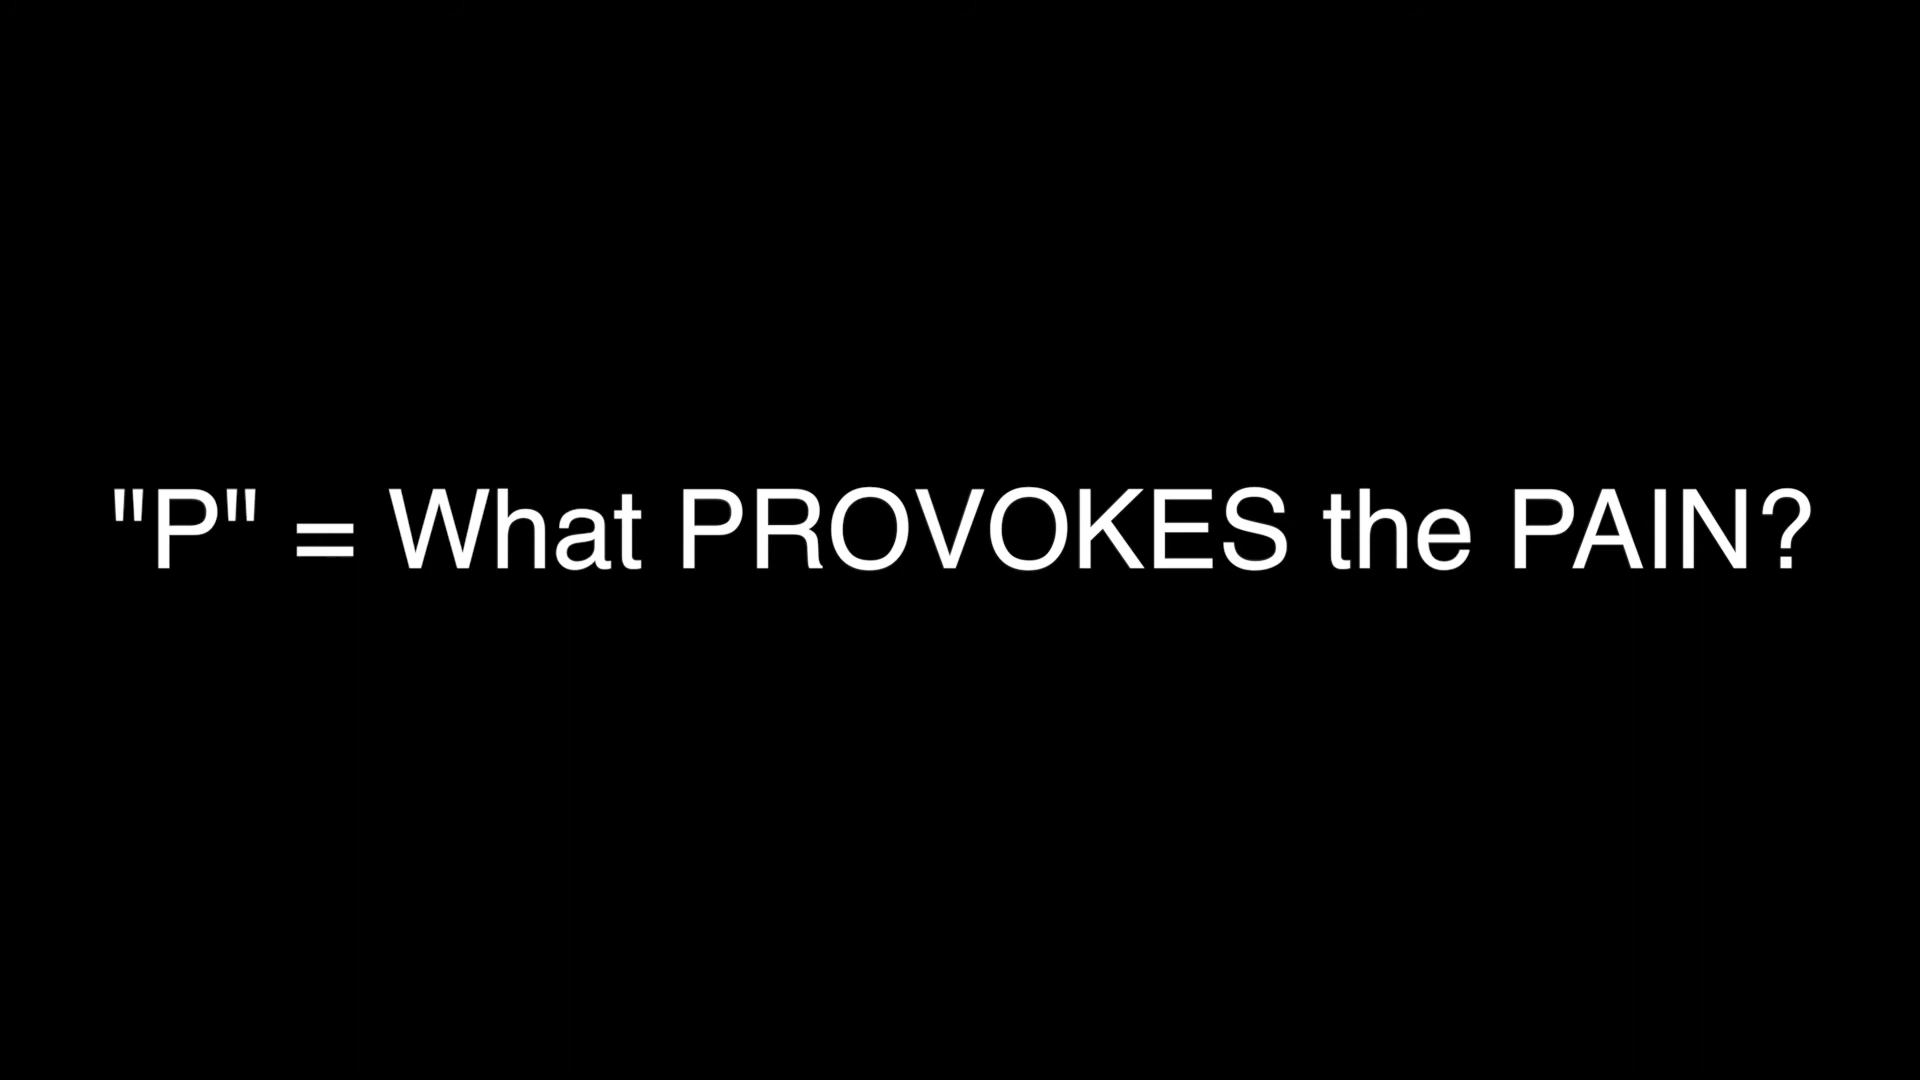 "P" = What PROVOKES the PAIN?